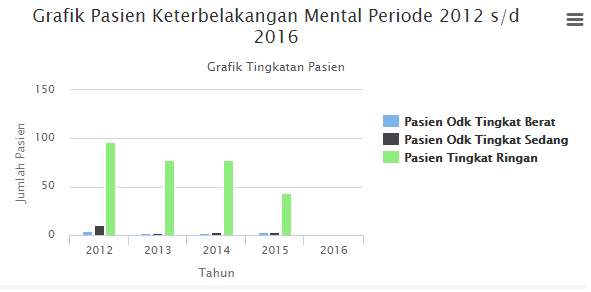 Grafik Pasien Keterbelakangan Mental Periode 2012 s/d
2016
Grafik Tingkatan Pasien
150
100
50
0
Jumlah Pasien
2012 2013 2014 2015 2016
Tahun
Pasien Odk Tingkat Berat
Pasien Odk Tingkat Sedang
Pasien Tingkat Ringan